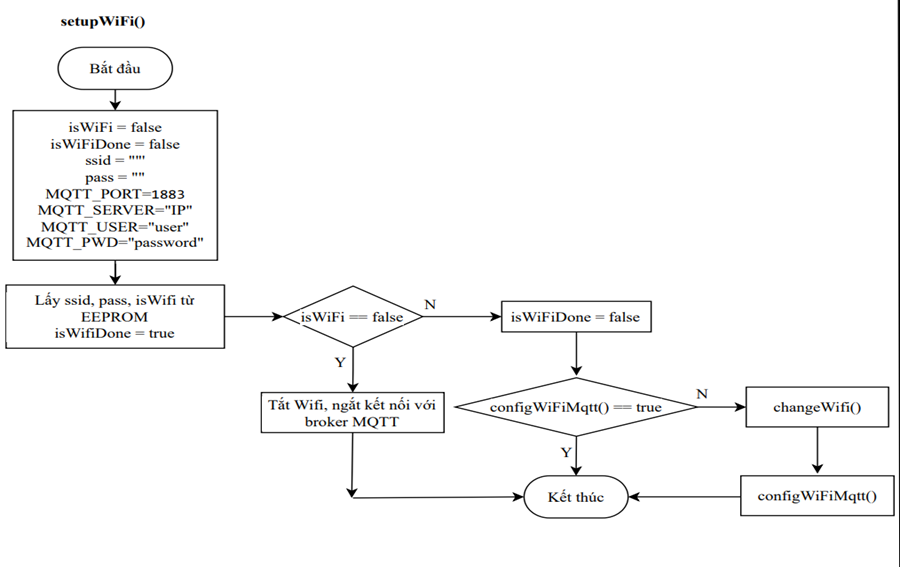 setupWiFi()
Bắt đầu
isWiFi = false
isWiFiDone = false
ssid = """
pass = ""
MQTT_PORT=1883
MQTT_SERVER="IP"
MQTT_USER="user"
MQTT_PWD="password"
Lấy ssid, pass, isWifi từ
EEPROM
isWifiDone = true
isWiFi == false
N
isWiFiDone = false
Y
Tắt Wifi, ngắt kết nối với
broker MQTT
configWiFiMqtt() == true
N
changeWifi()
Y
Kết thúc
configWiFiMqtt()